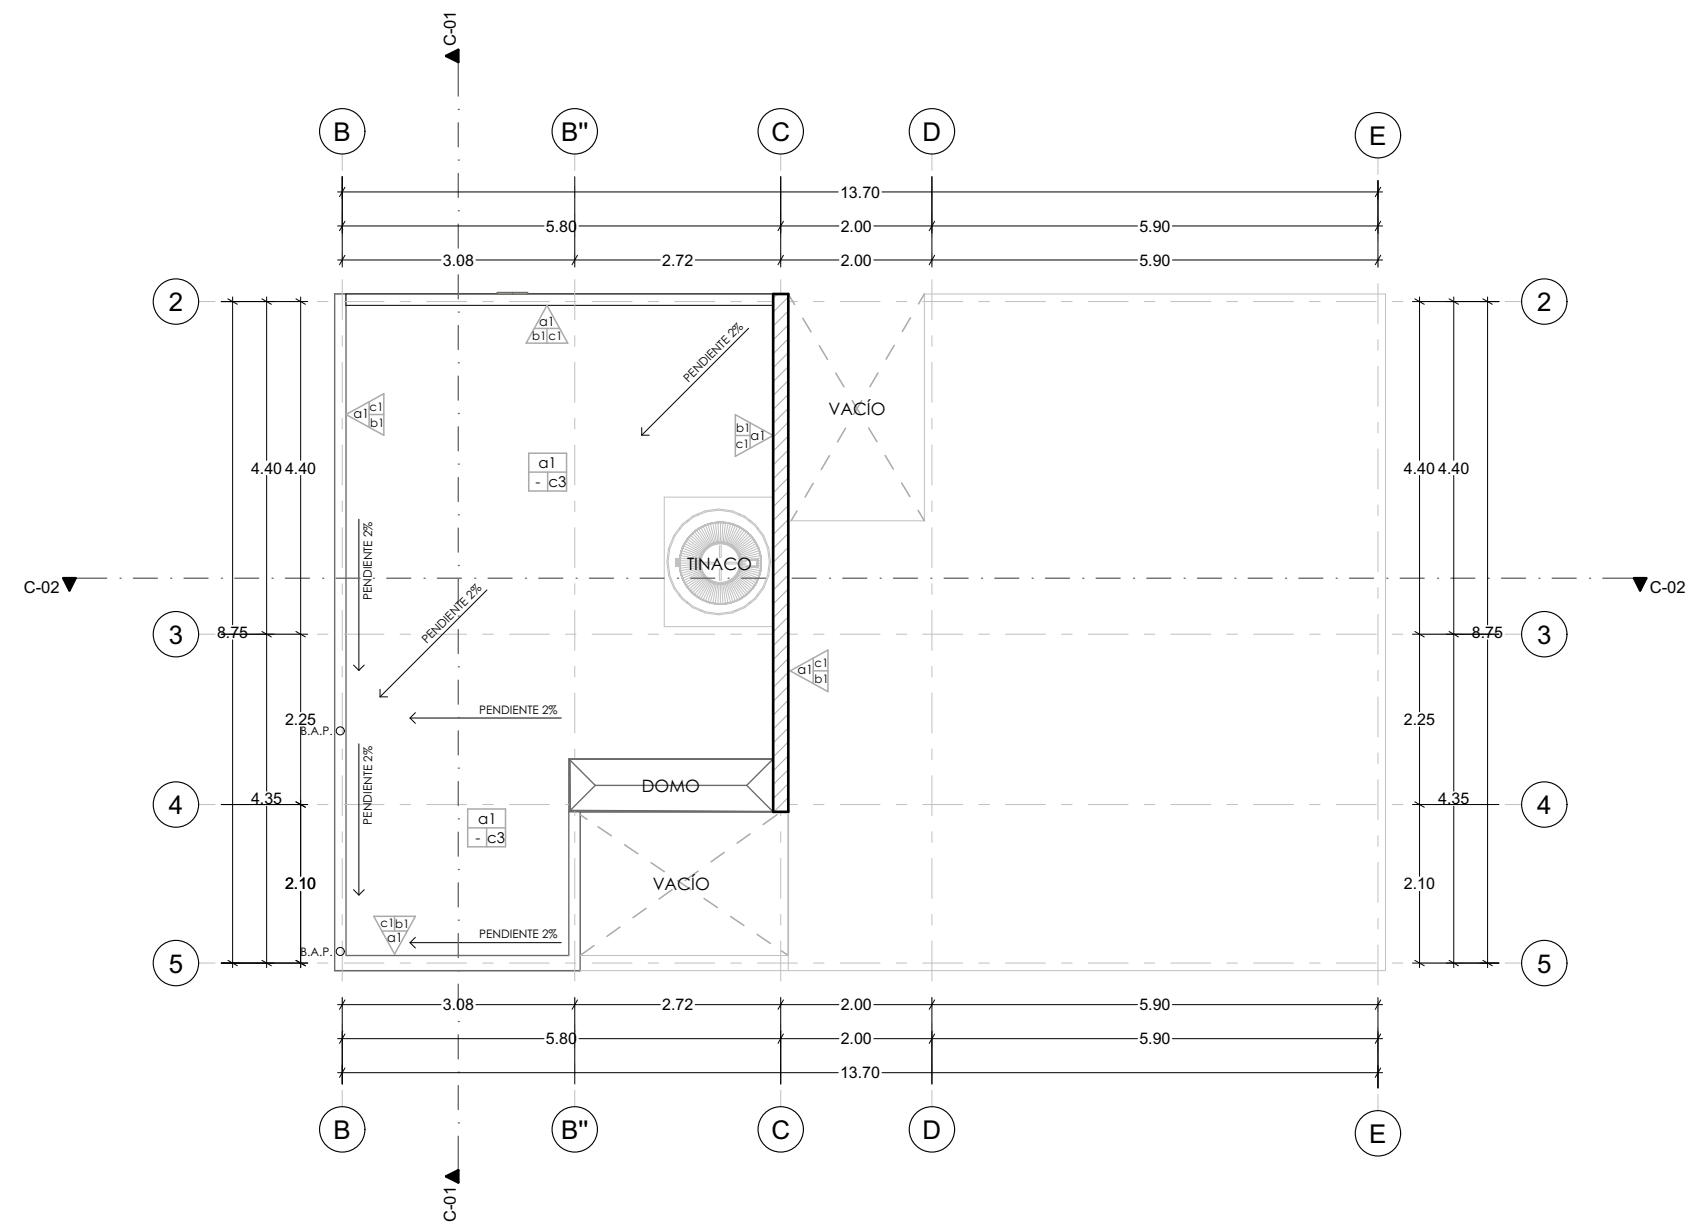 C-01
B B" C D E
13.70
5.80 2.00 5.90
3.08 2.72 2.00 5.90
2 2
a1
b1 c1
PENDIENTE 2%
a1 c1
b1
VACÍO
b1
c1 a1
4.40 4.40
4.40 4.40
a1
- c3
PENDIENTE 2%
TINACO
C-02 C-02
PENDIENTE 2%
3 8.75
8.75 3
a1 c1
b1
PENDIENTE 2%
2.25
2.25
B.A.P.
PENDIENTE 2%
DOMO
4 4.35
4.35 4
a1
- c3
2.10
VACÍO
2.10
c1 b1
a1
PENDIENTE 2%
B.A.P.
5 5
3.08 2.72 2.00 5.90
5.80 2.00 5.90
13.70
B B" C D E
C-01